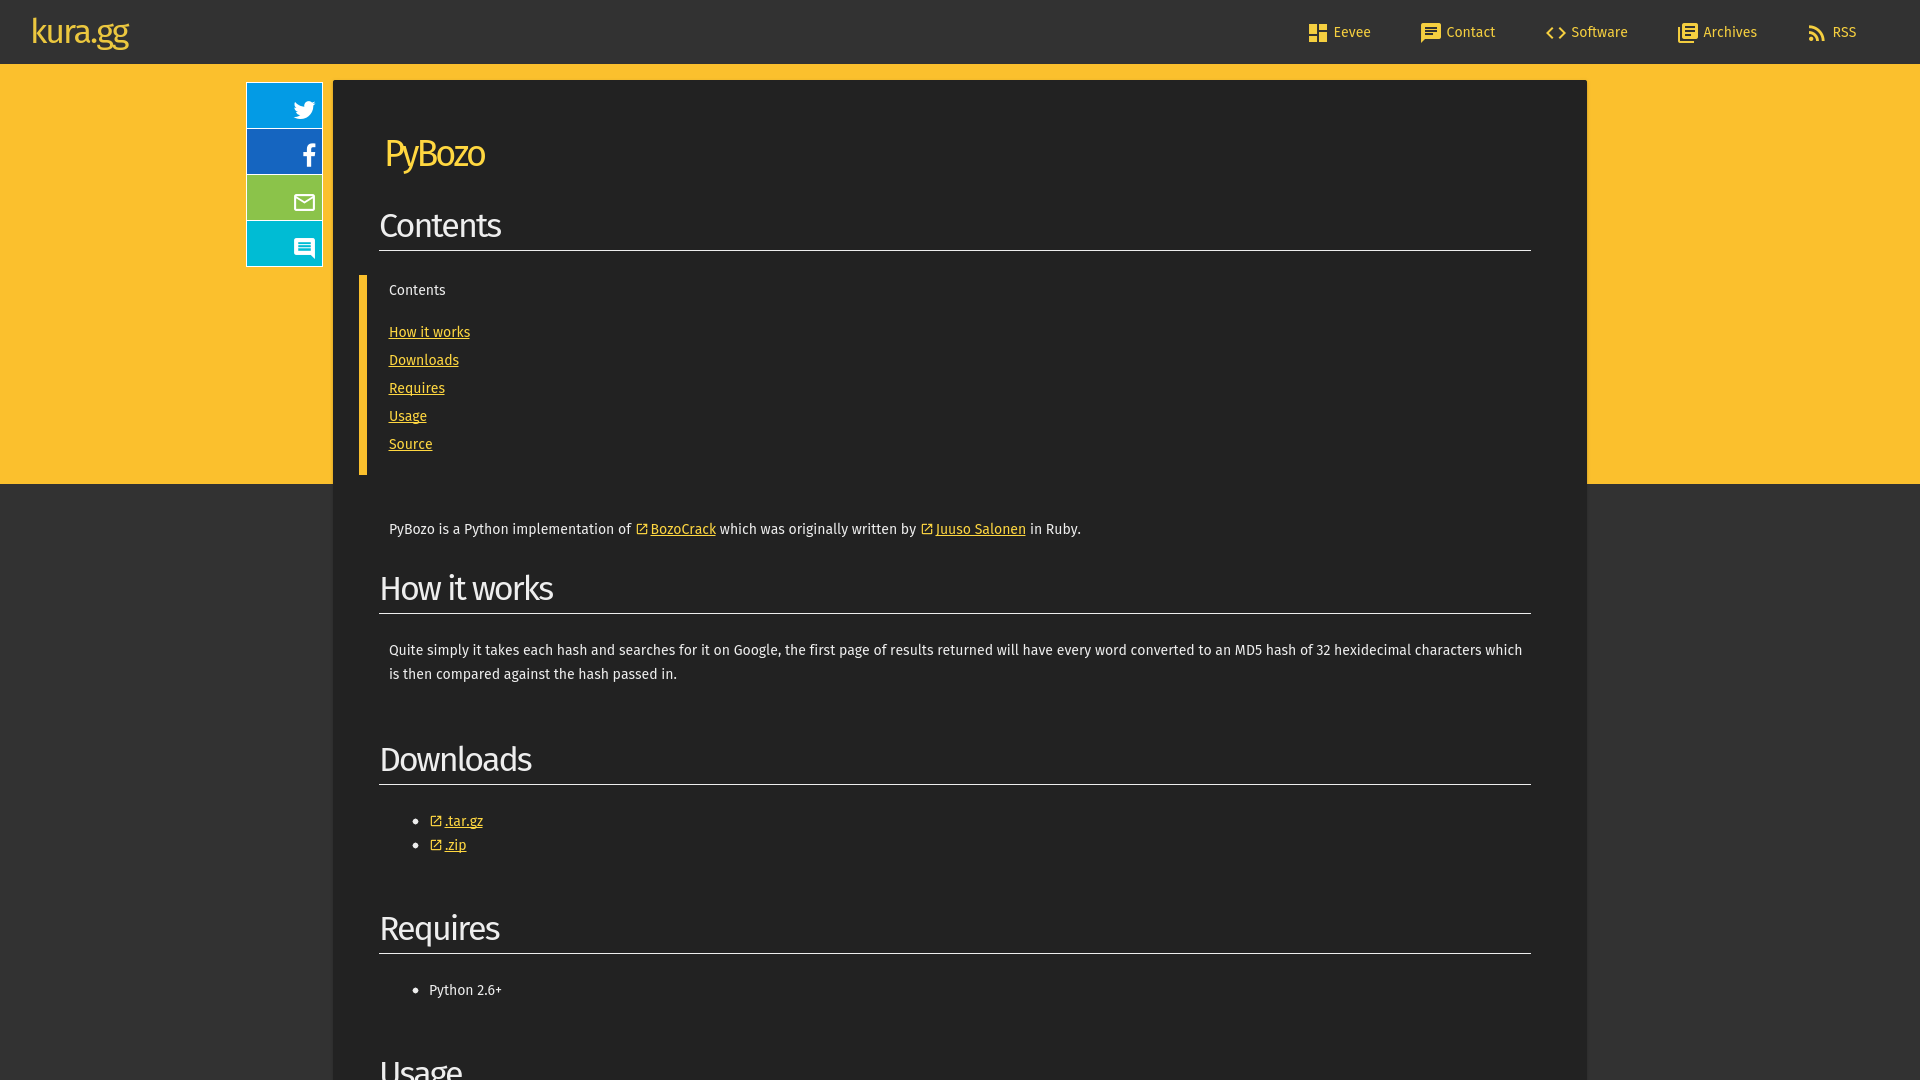 kura.gg
Eevee
Contact
Software
Archives
RSS
PyBozo
Contents
Contents
How it works
Downloads
Requires
Usage
Source
PyBozo is a Python implementation of BozoCrack which was originally written by Juuso Salonen in Ruby.
How it works
Quite simply it takes each hash and searches for it on Google, the first page of results returned will have every word converted to an MD5 hash of 32 hexidecimal characters which
is then compared against the hash passed in.
Downloads
.tar.gz
.zip
Requires
Python 2.6+
Usage